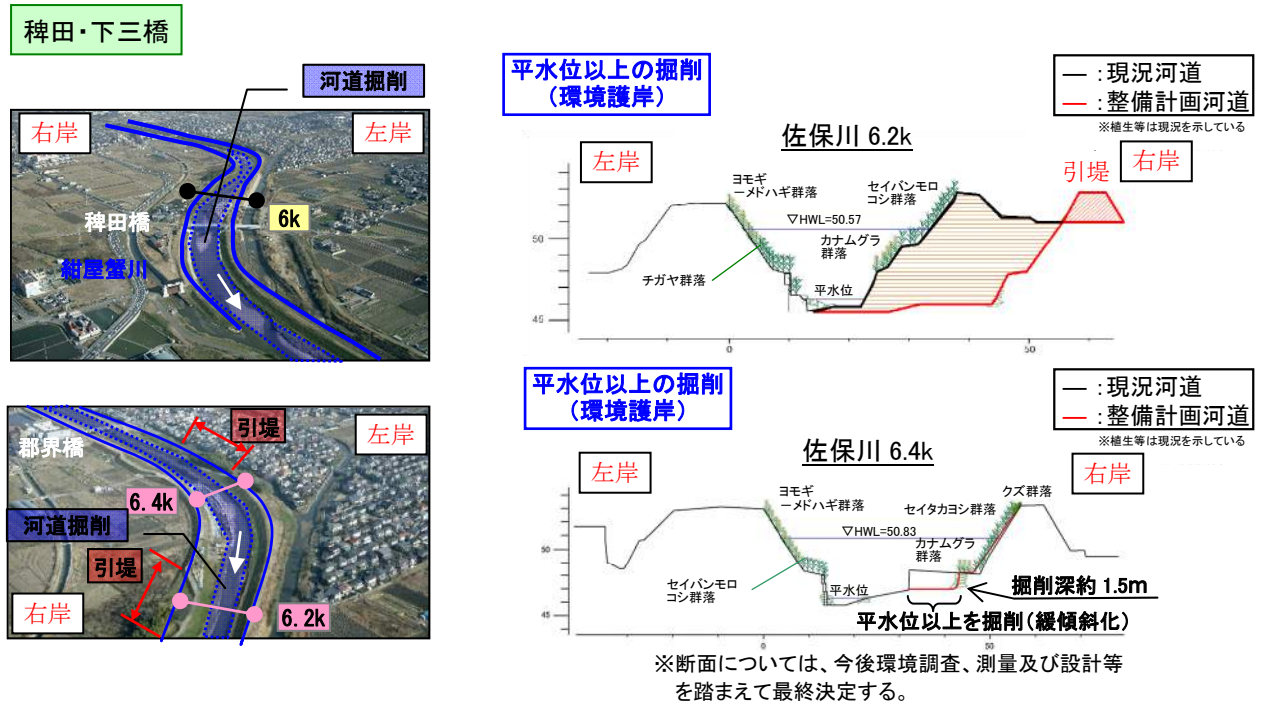 稗田・下三橋
河道掘削
右岸
左岸
稗田橋
6k
紺屋蟹川
郡界橋
引堤
左岸
6.4k
河道掘削
引堤
右岸
6.2k
平水位以上の掘削
(環境護岸)
― :現況河道
― :整備計画河道
※植生等は現況を示している
佐保川 6.2k
左岸
引堤
右岸
ヨモギ
ーメドハギ群落
セイバンモロ
コシ群落
▽HWL=50.57
カナムグラ
群落
チガヤ群落
平水位
50
45
0
50
平水位以上の掘削
(環境護岸)
― :現況河道
― :整備計画河道
※植生等は現況を示している
佐保川 6.4k
左岸
右岸
ヨモギ
ーメドハギ群落
クズ群落
セイタカヨシ群落
▽HWL=50.83
カナムグラ
群落
セイバンモロ
コシ群落
平水位
50
45
0
50
掘削深約 1.5m
平水位以上を掘削(緩傾斜化)
※断面については、今後環境調査、測量及び設計等
を踏まえて最終決定する。